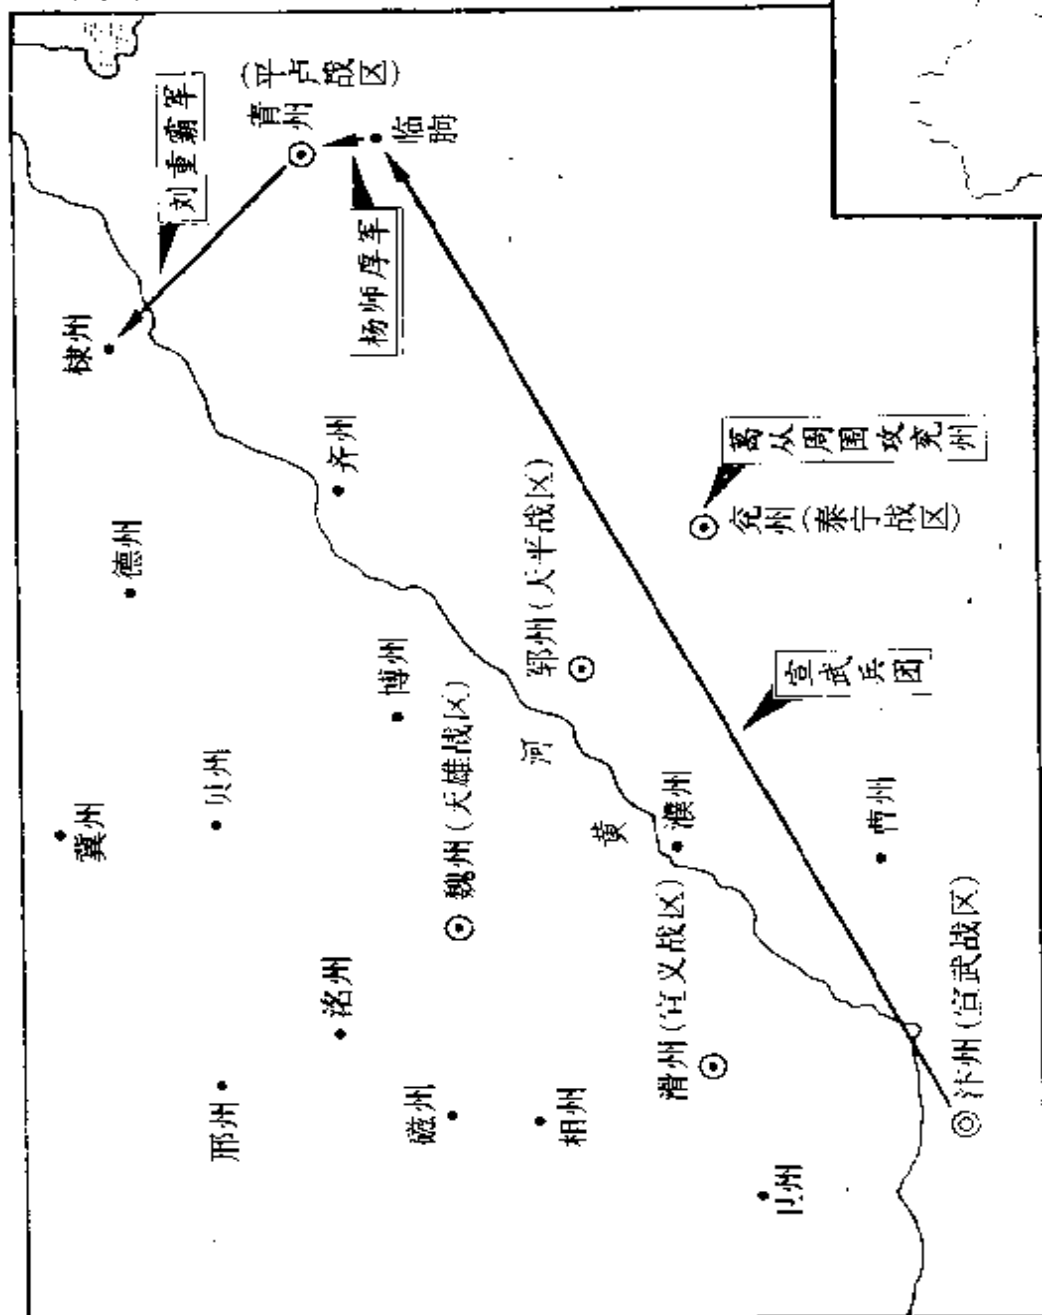 刘重霸军
(平卢战区)
青州
临朐
杨师厚军
棣州
齐州
德州
葛从周围攻兖州
兖州(泰宁战区)
郓州(天平战区)
博州
宣武兵团
黄河
贝州
冀州
魏州(天雄战区)
濮州
曹州
洺州
滑州(宣义战区)
汴州(宣武战区)
邢州
磁州
相州